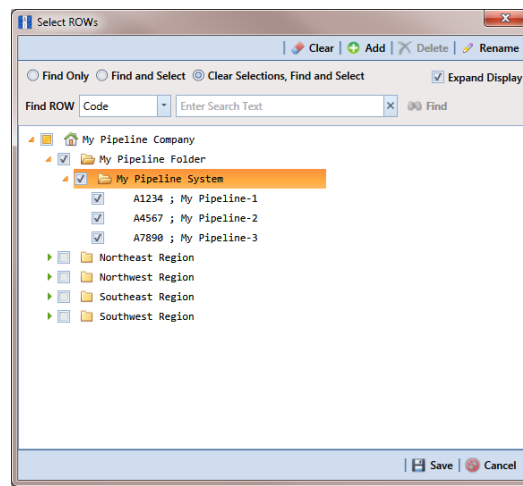 Select ROWs
Clear Add Delete Rename
Find Only Find and Select Clear Selections, Find and Select Expand Display
Find ROW Code Enter Search Text Find
My Pipeline Company
My Pipeline Folder
My Pipeline System
A1234 ; My Pipeline-1
A4567 ; My Pipeline-2
A7890 ; My Pipeline-3
Northeast Region
Northwest Region
Southeast Region
Southwest Region
Save Cancel